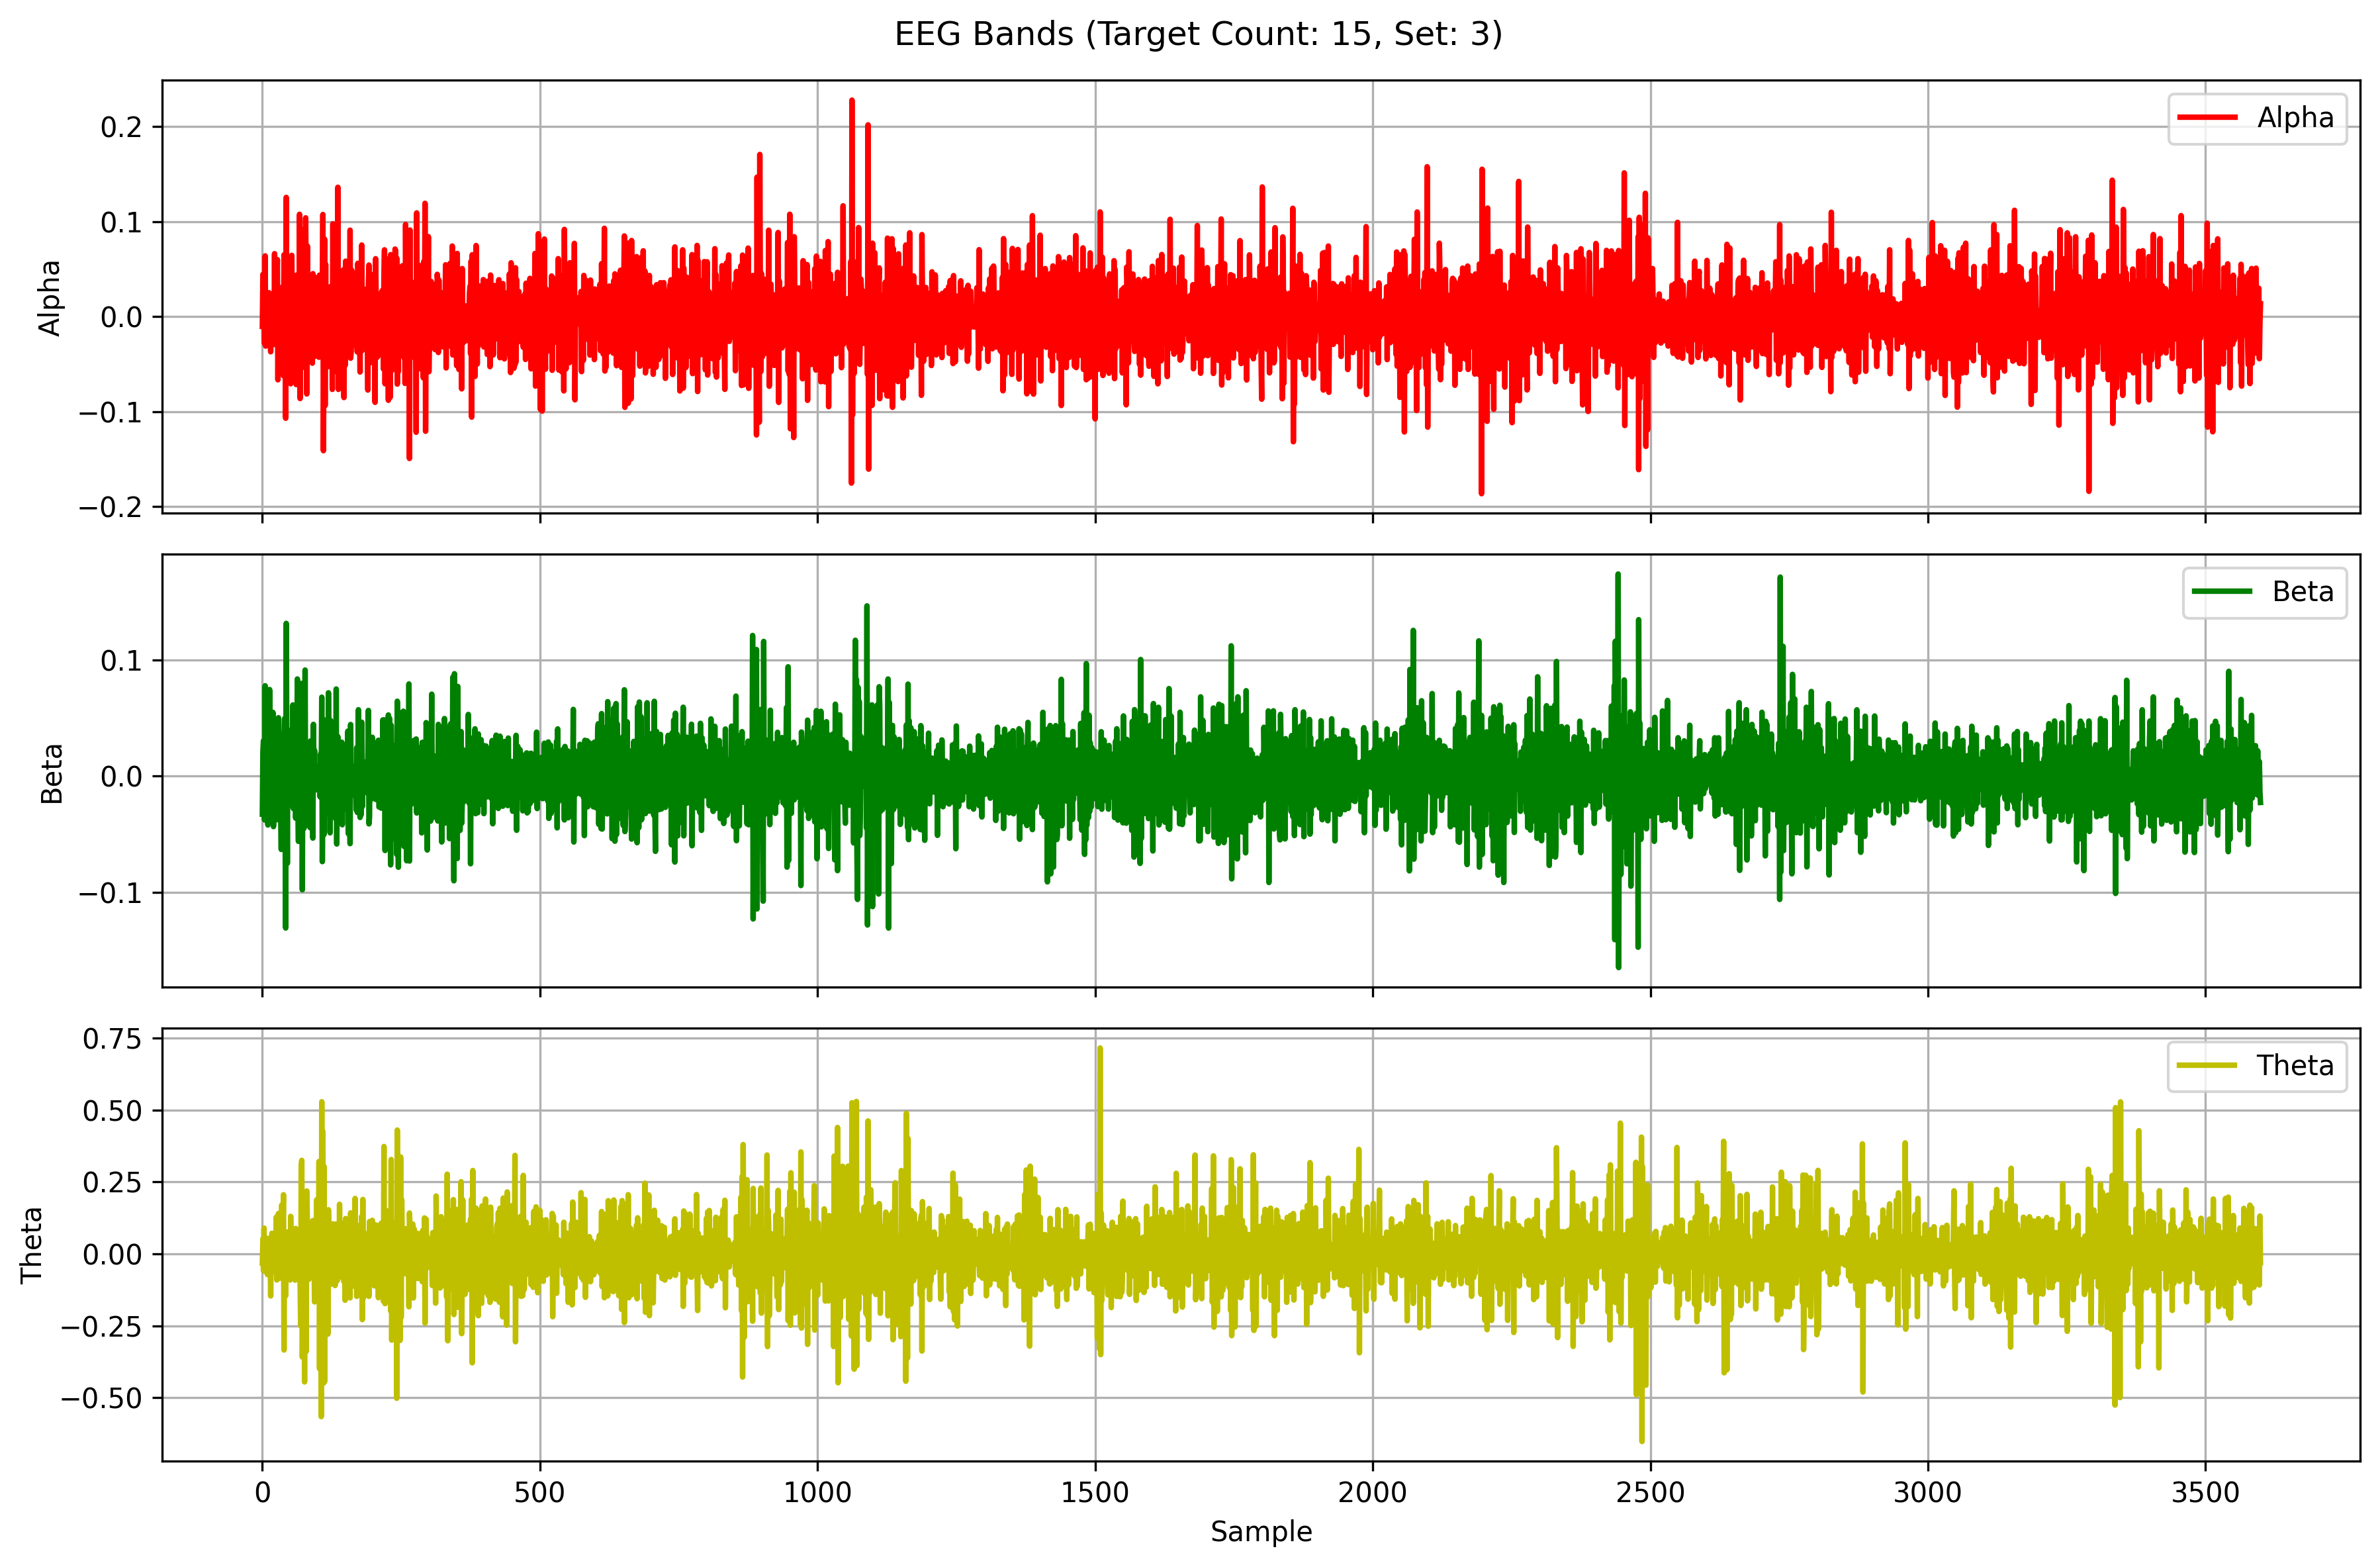 EEG Bands (Target Count: 15, Set: 3)
Alpha
0.2
0.1
0.0
−0.1
−0.2
Alpha
Beta
0.1
0.0
−0.1
Beta
Theta
0.75
0.50
0.25
0.00
−0.25
−0.50
Theta
0 500 1000 1500 2000 2500 3000 3500
Sample